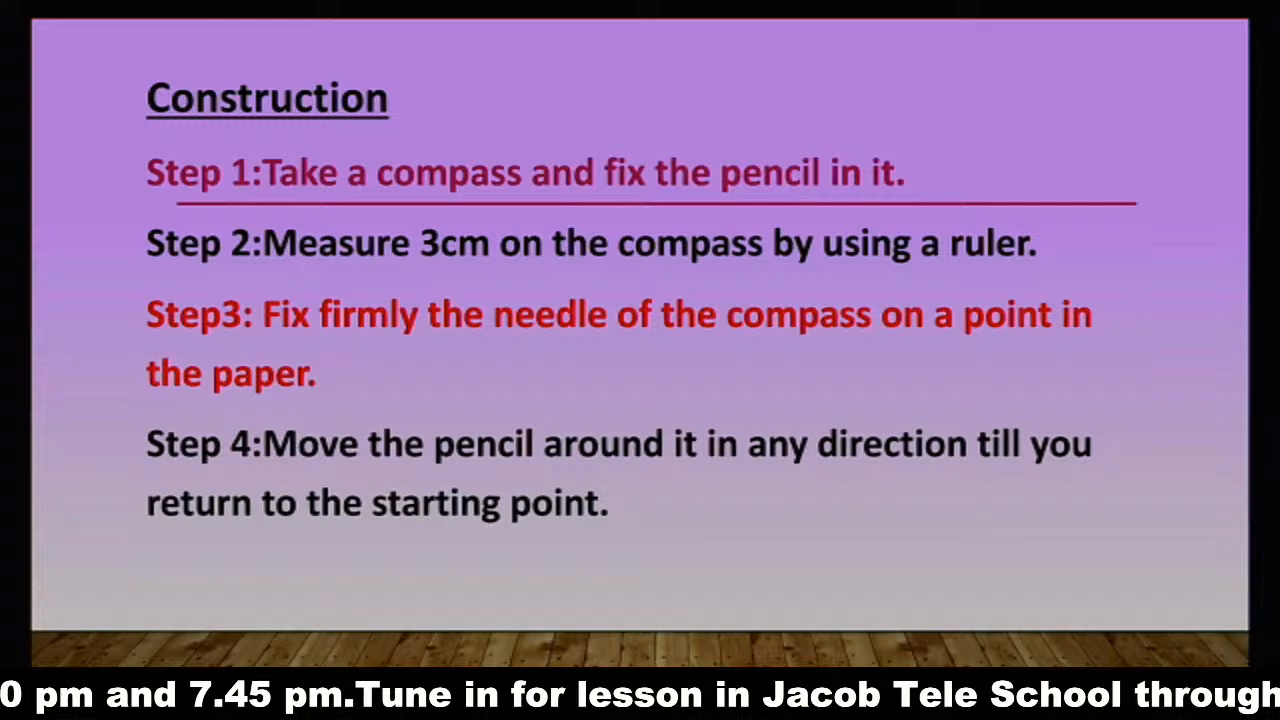 Construction
Step 1:Take a compass and fix the pencil in it.
Step 2:Measure 3cm on the compass by using a ruler.
Step3: Fix firmly the needle of the compass on a point in
the paper.
Step 4:Move the pencil around it in any direction till you
return to the starting point.
0 pm and 7.45 pm.Tune in for lesson in Jacob Tele School through